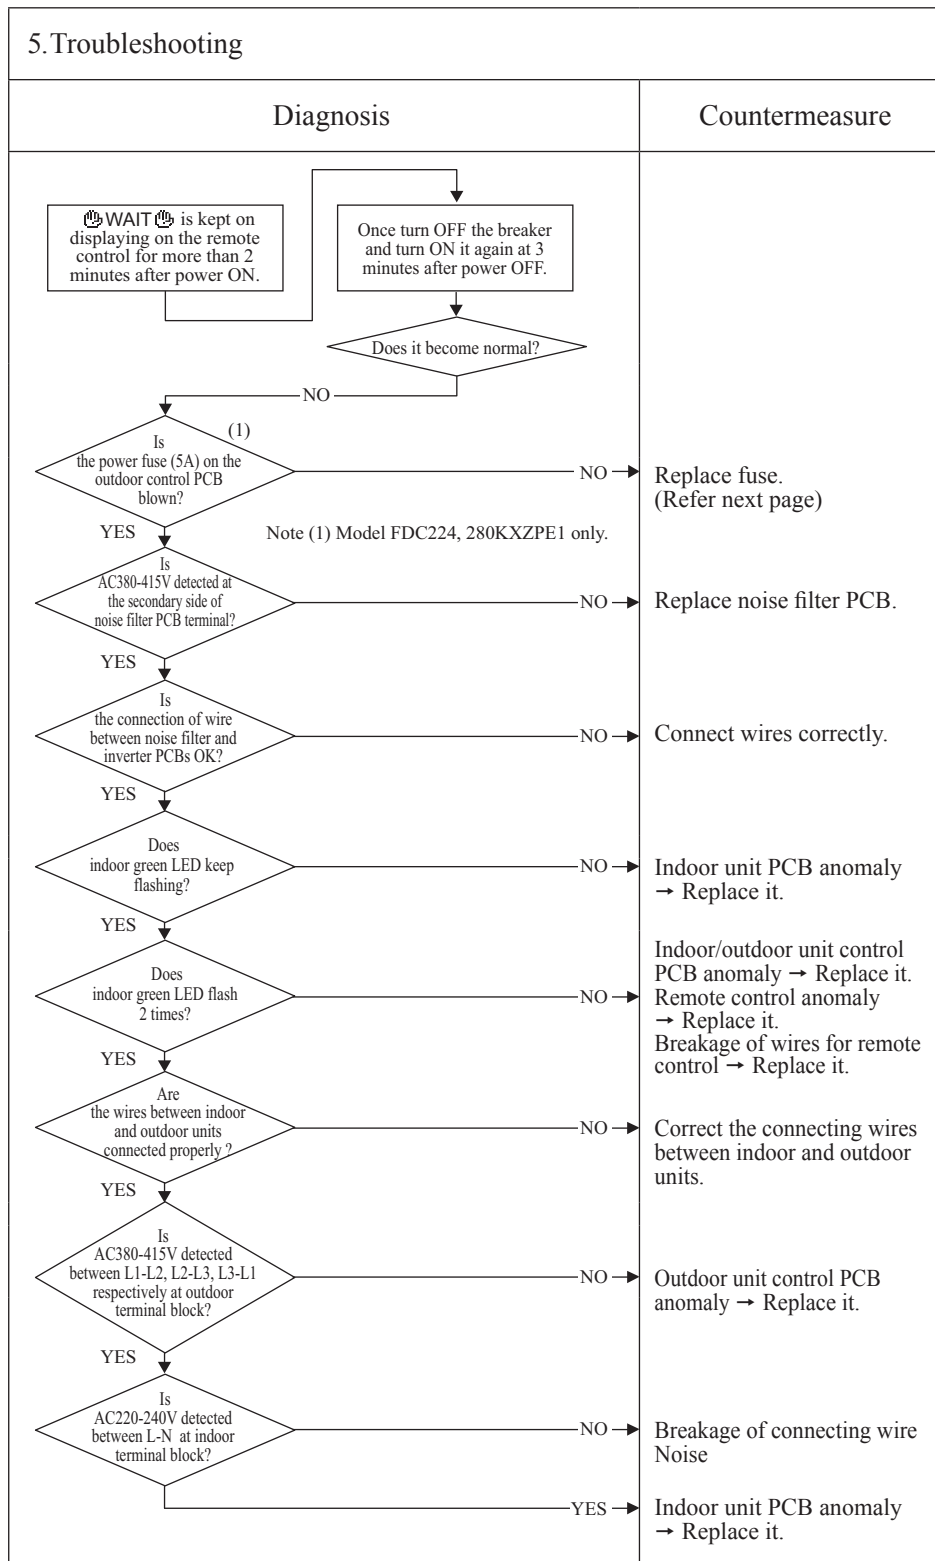 5.Troubleshooting
Diagnosis
Countermeasure
WAIT is kept on
displaying on the remote
control for more than 2
minutes after power ON.
Once turn OFF the breaker
and turn ON it again at 3
minutes after power OFF.
Does it become normal?
NO
(1)
Is
the power fuse (5A) on the
outdoor control PCB
blown?
NO
Replace fuse.
(Refer next page)
YES
Note (1) Model FDC224, 280KXZPE1 only.
Is
AC380-415V detected at
the secondary side of
noise filter PCB terminal?
NO
Replace noise filter PCB.
YES
Is
the connection of wire
between noise filter and
inverter PCBs OK?
NO
Connect wires correctly.
YES
Does
indoor green LED keep
flashing?
NO
Indoor unit PCB anomaly
→ Replace it.
YES
Does
indoor green LED flash
2 times?
NO
Indoor/outdoor unit control
PCB anomaly → Replace it.
Remote control anomaly
→ Replace it.
Breakage of wires for remote
control → Replace it.
YES
Are
the wires between indoor
and outdoor units
connected properly ?
NO
Correct the connecting wires
between indoor and outdoor
units.
YES
Is
AC380-415V detected
between L1-L2, L2-L3, L3-L1
respectively at outdoor
terminal block?
NO
Outdoor unit control PCB
anomaly → Replace it.
YES
Is
AC220-240V detected
between L-N at indoor
terminal block?
NO
Breakage of connecting wire
Noise
YES
Indoor unit PCB anomaly
→ Replace it.